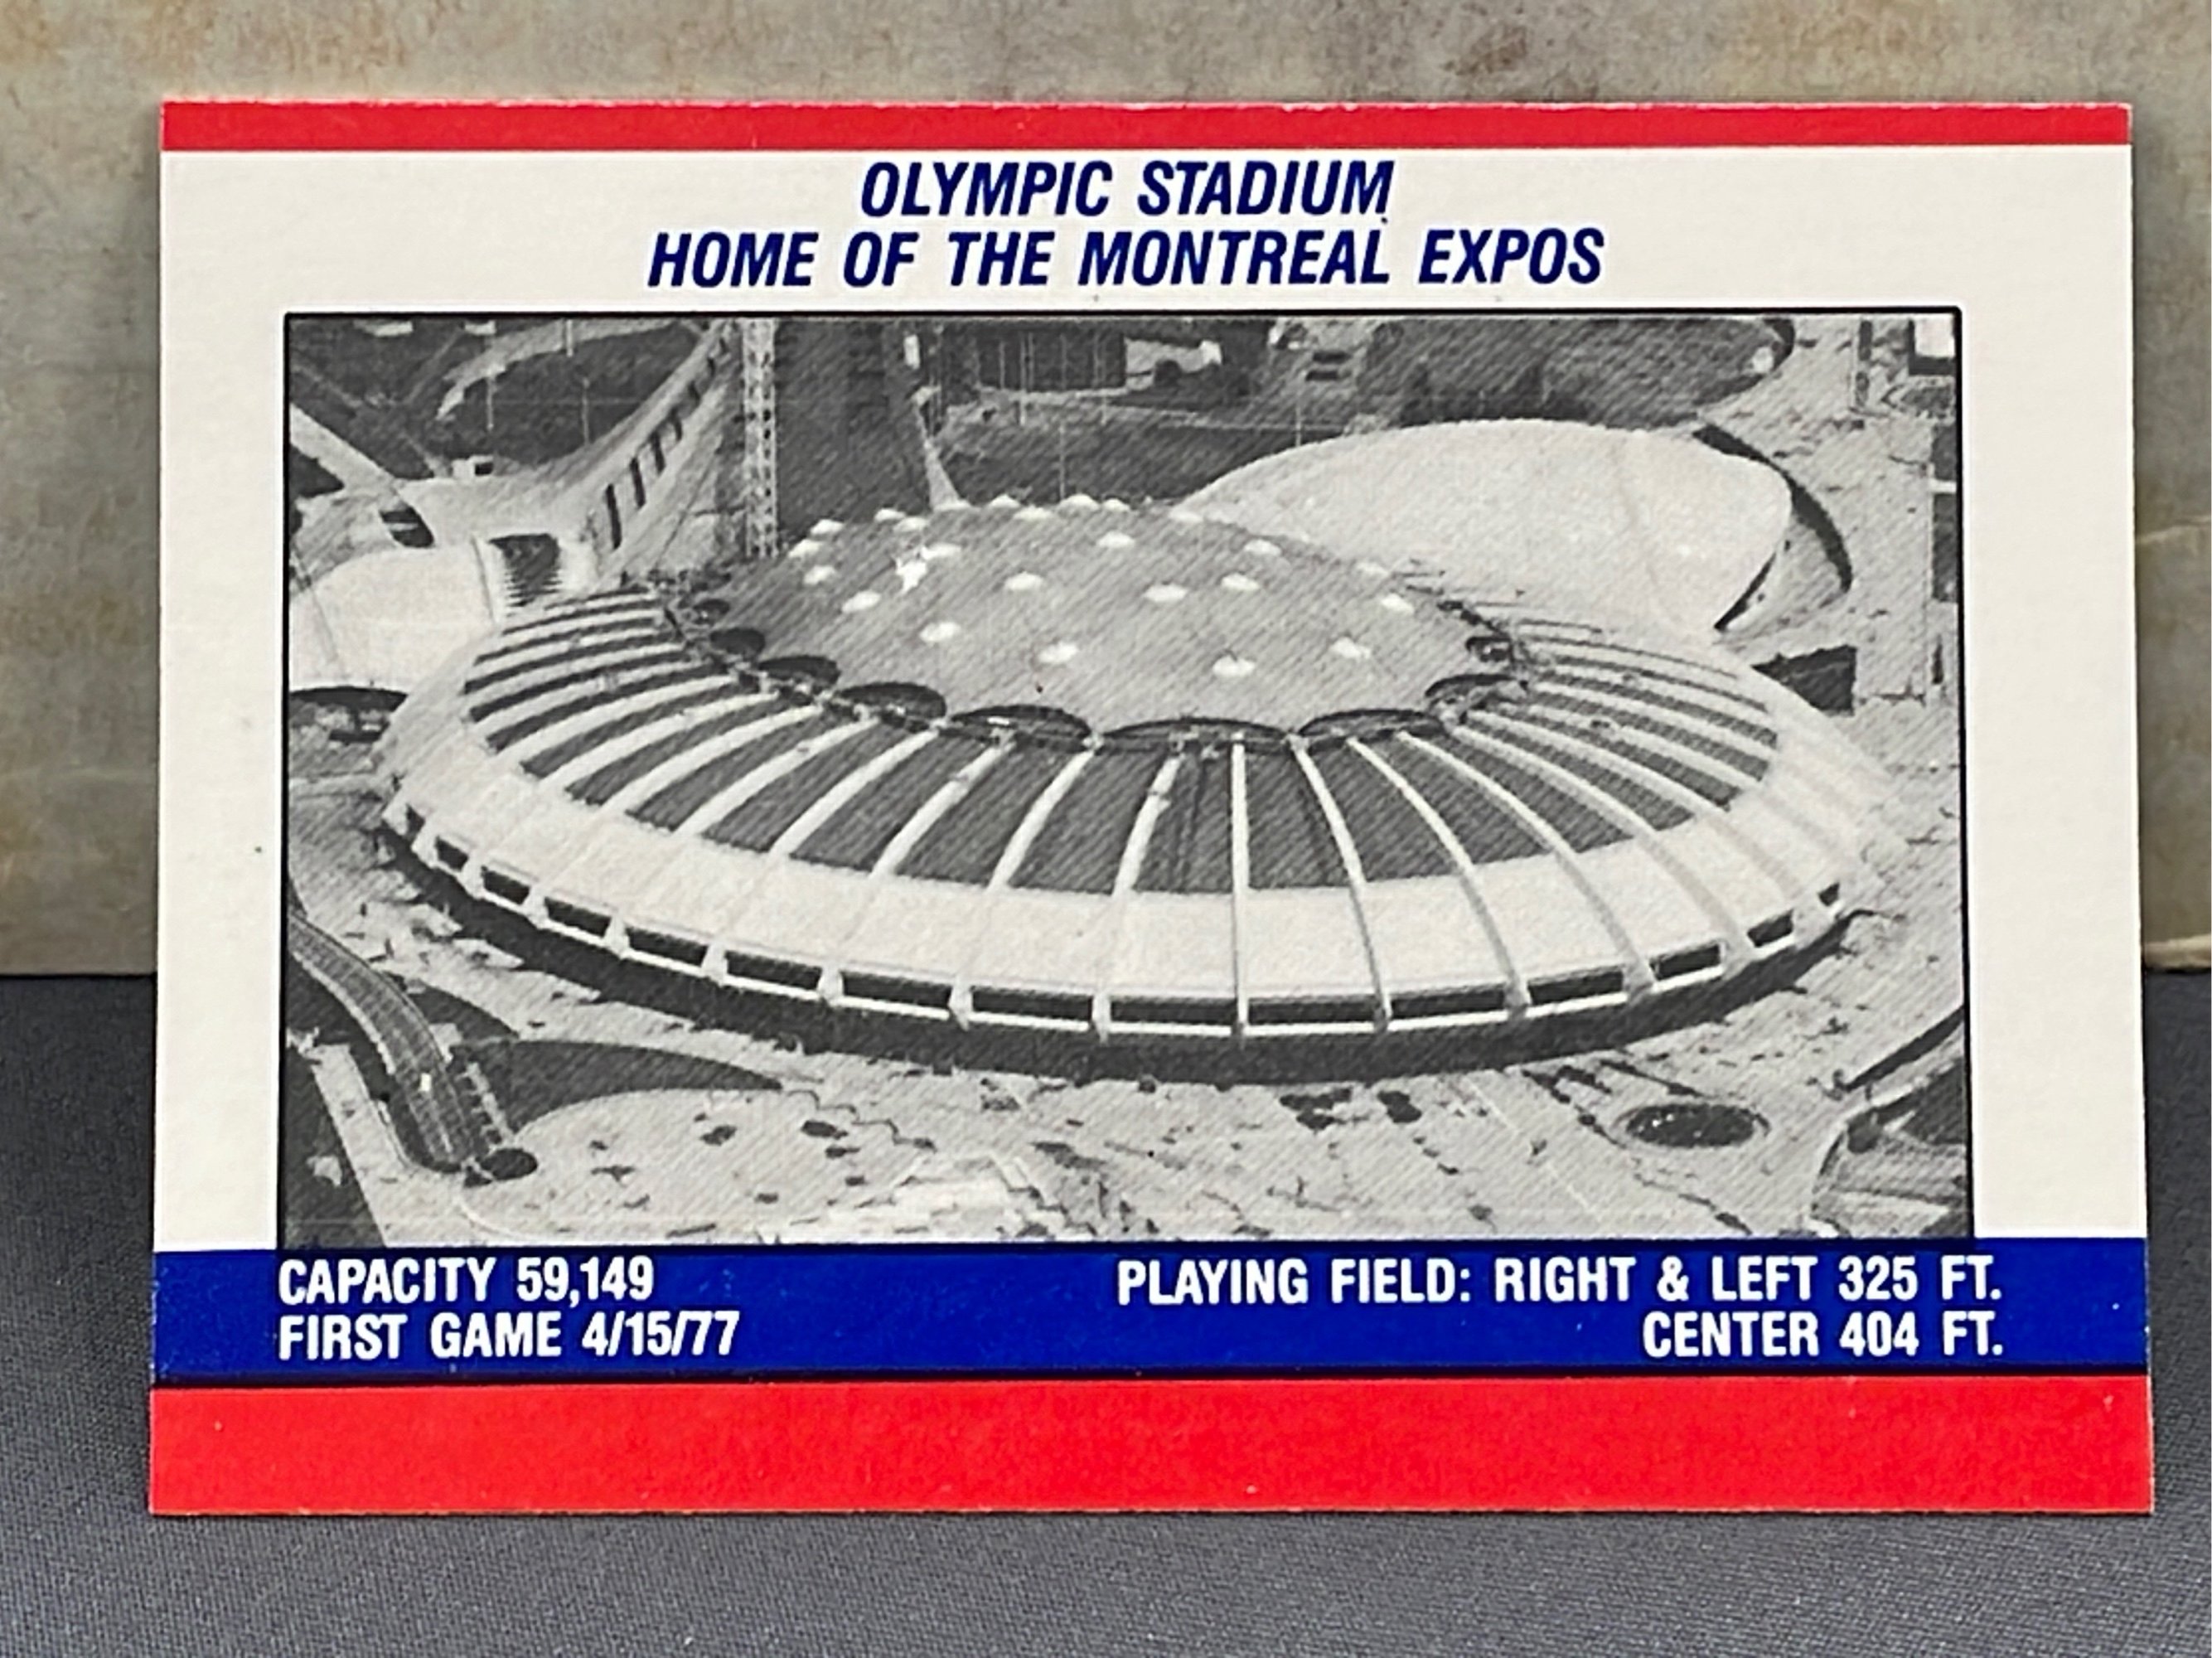 OLYMPIC STADIUM
HOME OF THE MONTREAL EXPOS
CAPACITY 59,149
FIRST GAME 4/15/77
PLAYING FIELD: RIGHT & LEFT 325 FT.
CENTER 404 FT.